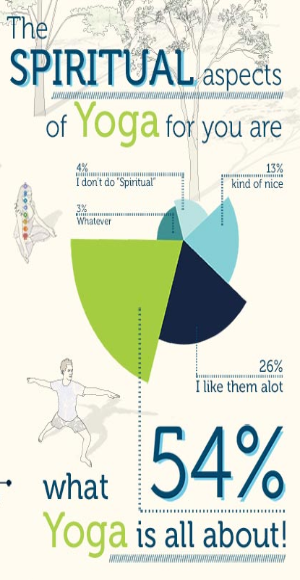 The
SPIRITUAL aspects
of Yoga for you are
4%
I don't do "Spiritual"
13%
kind of nice
3%
Whatever
26%
I like them alot
54%
what
Yoga is all about!